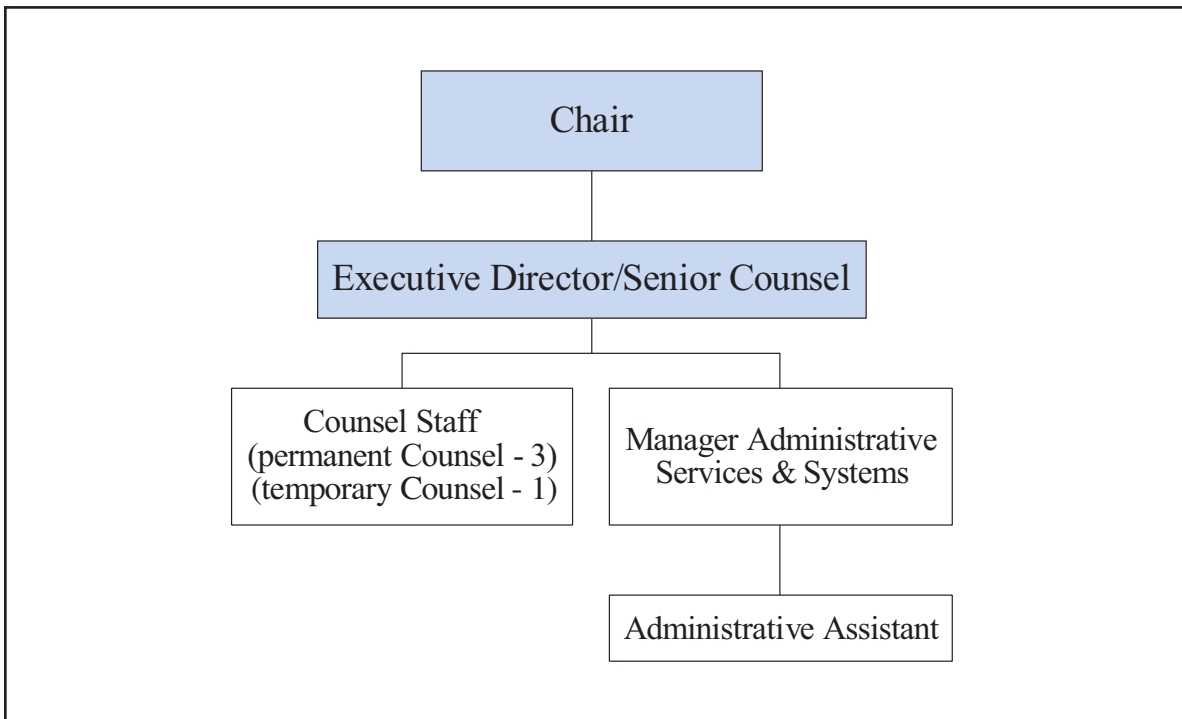 Chair
Executive Director/Senior Counsel
Counsel Staff
(permanent Counsel - 3)
(temporary Counsel - 1)
Manager Administrative
Services & Systems
Administrative Assistant